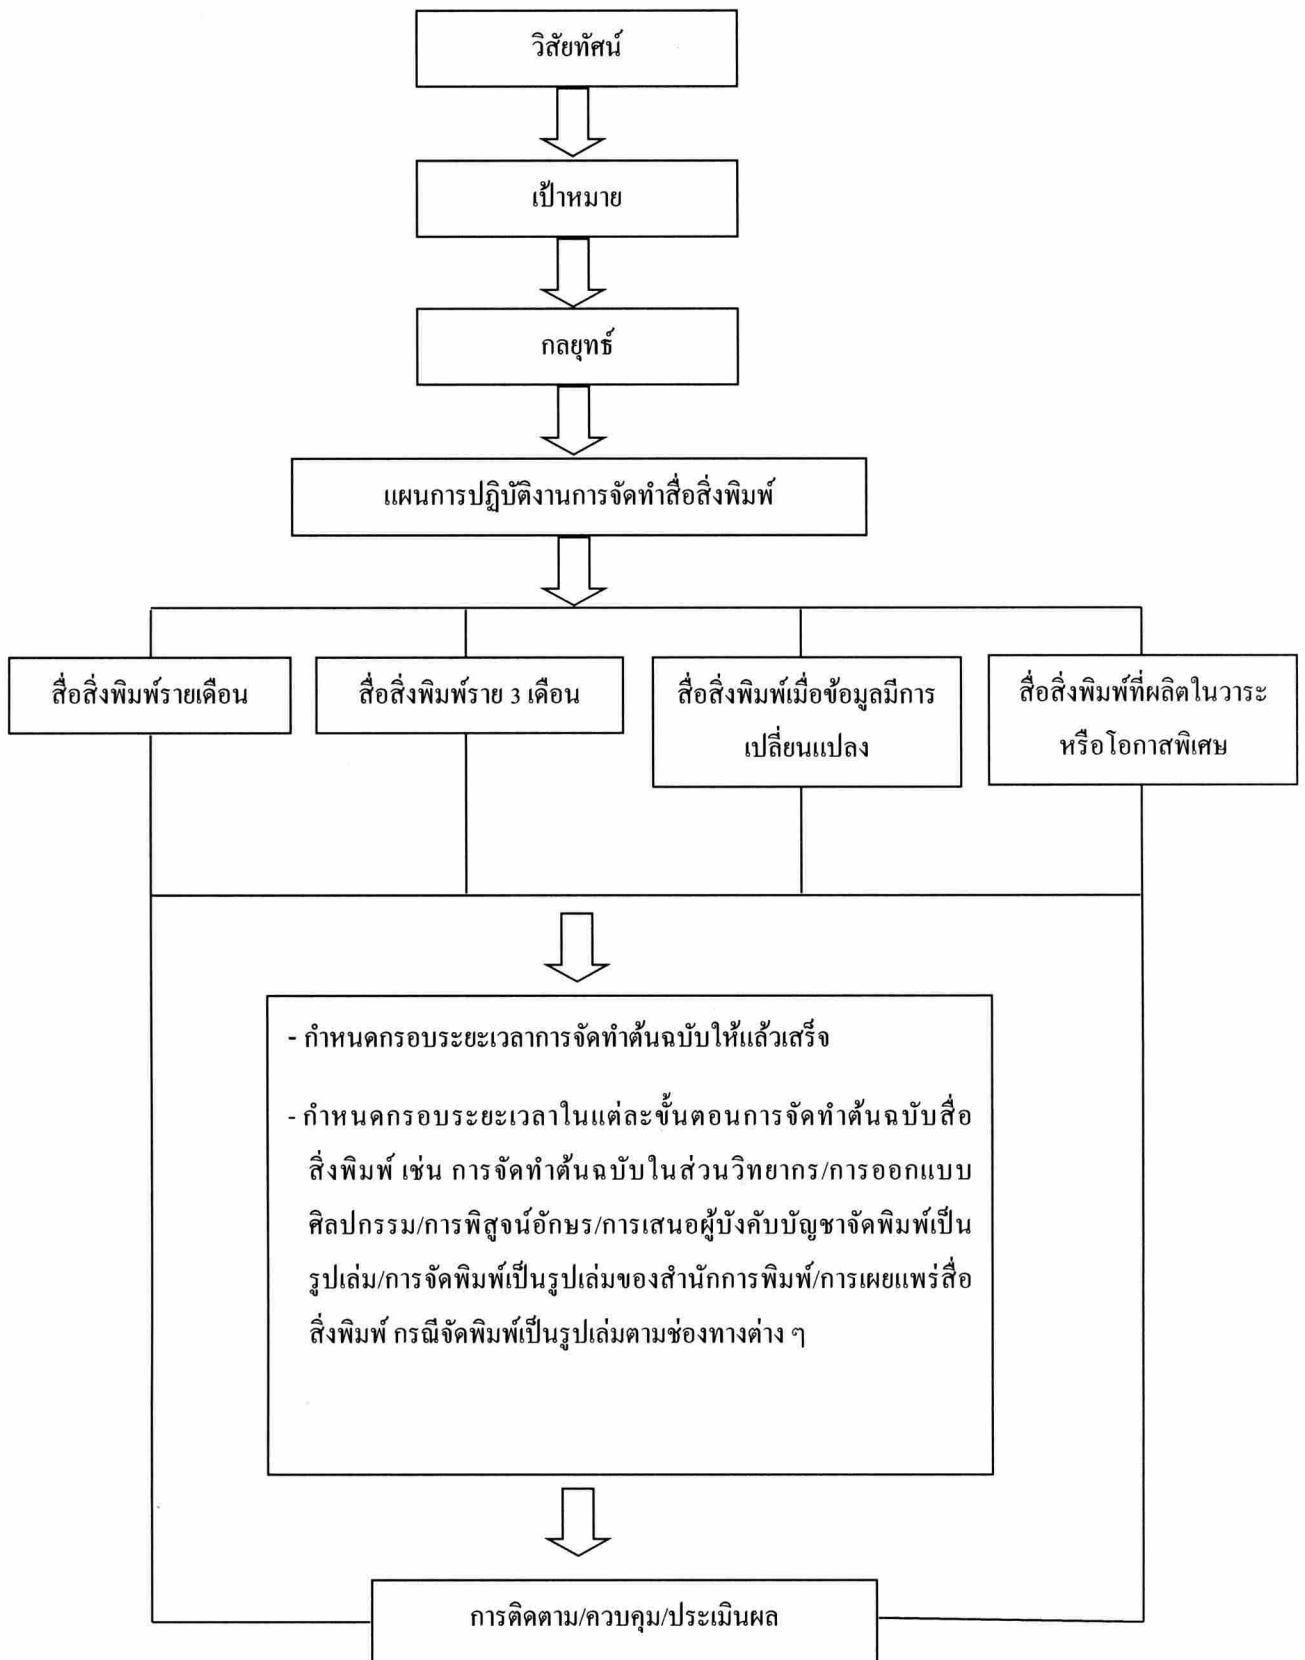 วิสัยทัศน์
เป้าหมาย
กลยุทธ์
แผนการปฏิบัติงานการจัดทำสื่อสิ่งพิมพ์
สื่อสิ่งพิมพ์รายเดือน
สื่อสิ่งพิมพ์ราย 3 เดือน
สื่อสิ่งพิมพ์เมื่อข้อมูลมีการ
เปลี่ยนแปลง
สื่อสิ่งพิมพ์ที่ผลิตในวาระ
หรือโอกาสพิเศษ
- กำหนดกรอบระยะเวลาการจัดทำต้นฉบับให้แล้วเสร็จ
- กำหนดกรอบระยะเวลาในแต่ละขั้นตอนการจัดทำต้นฉบับสื่อ
สิ่งพิมพ์ เช่น การจัดทำต้นฉบับในส่วนวิทยากร/การออกแบบ
ศิลปกรรม/การพิสูจน์อักษร/การเสนอผู้บังคับบัญชาจัดพิมพ์เป็น
รูปเล่ม/การจัดพิมพ์เป็นรูปเล่มของสำนักการพิมพ์/การเผยแพร่สื่อ
สิ่งพิมพ์ กรณีจัดพิมพ์เป็นรูปเล่มตามช่องทางต่าง ๆ
การติดตาม/ควบคุม/ประเมินผล